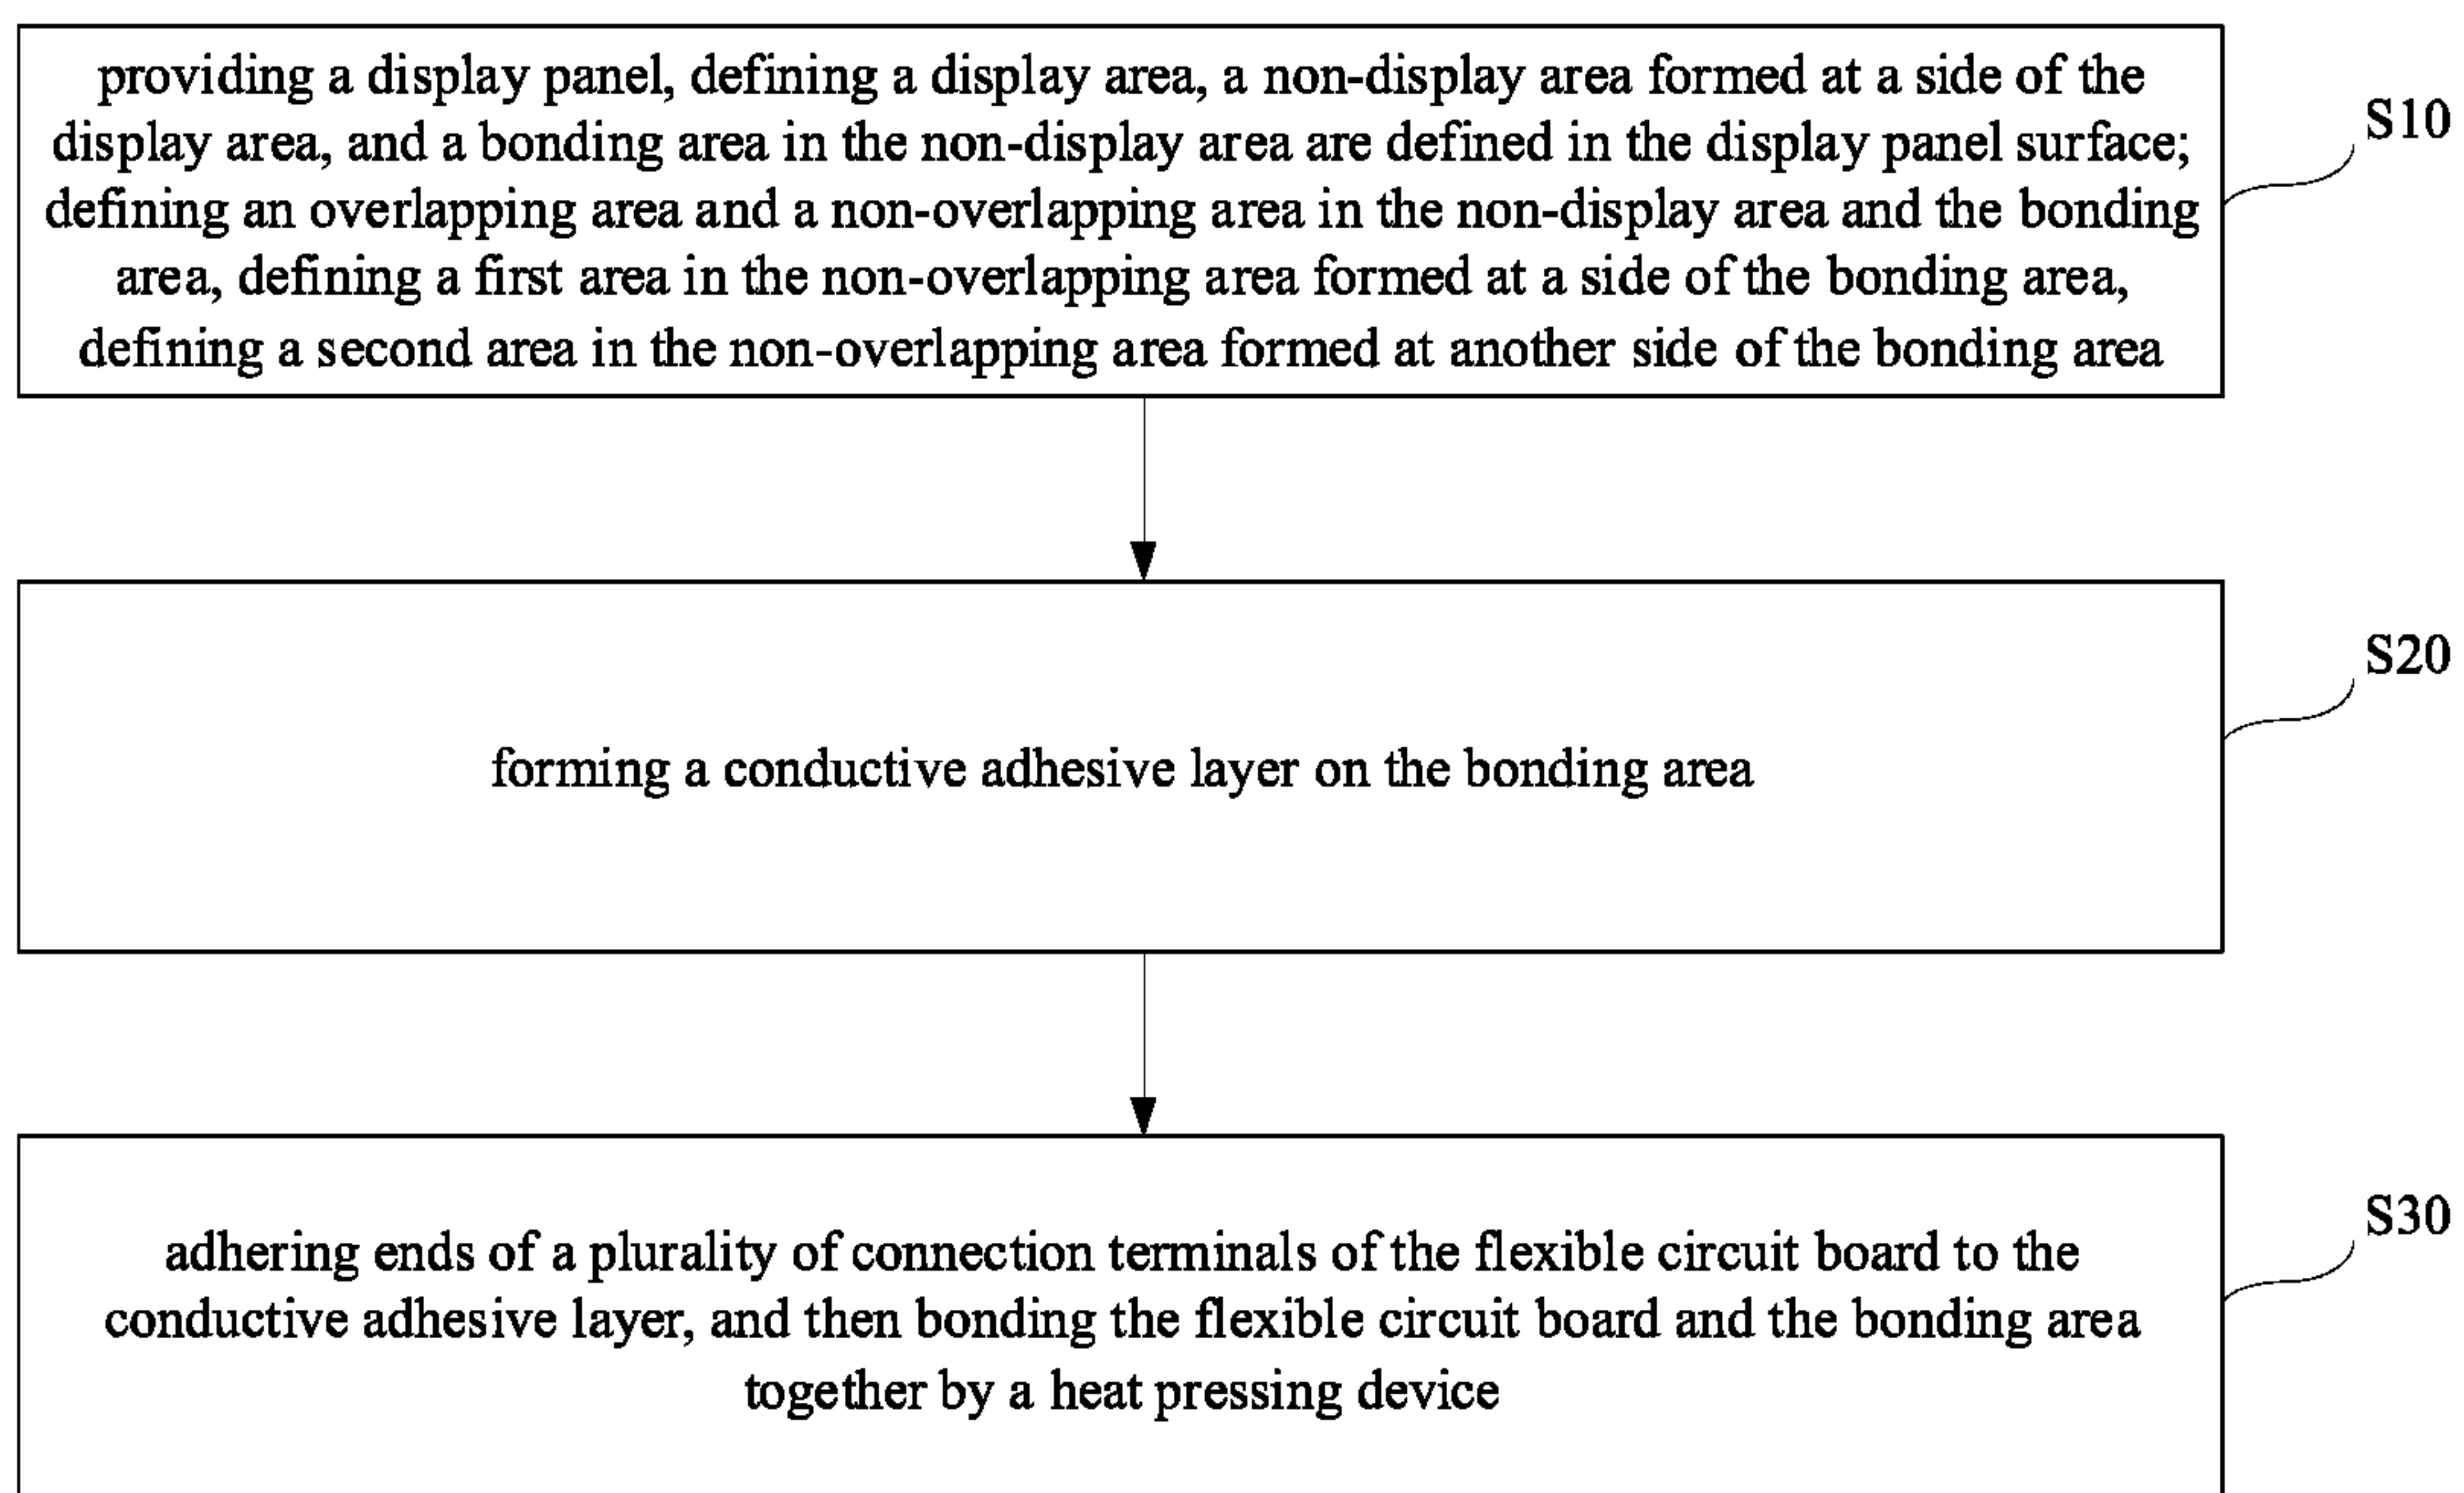 providing a display panel, defining a display area, a non-display area formed at a side of the
display area, and a bonding area in the non-display area are defined in the display panel surface;
defining an overlapping area and a non-overlapping area in the non-display area and the bonding
area, defining a first area in the non-overlapping area formed at a side of the bonding area,
defining a second area in the non-overlapping area formed at another side of the bonding area
S10
forming a conductive adhesive layer on the bonding area
S20
adhering ends of a plurality of connection terminals of the flexible circuit board to the
conductive adhesive layer, and then bonding the flexible circuit board and the bonding area
together by a heat pressing device
S30